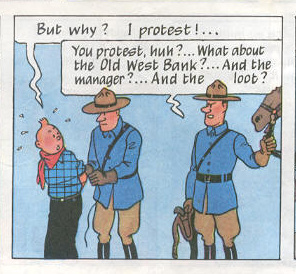 But why? I protest!...
You protest, huh?... What about
the Old West Bank?... And the
manager?... And the loot?